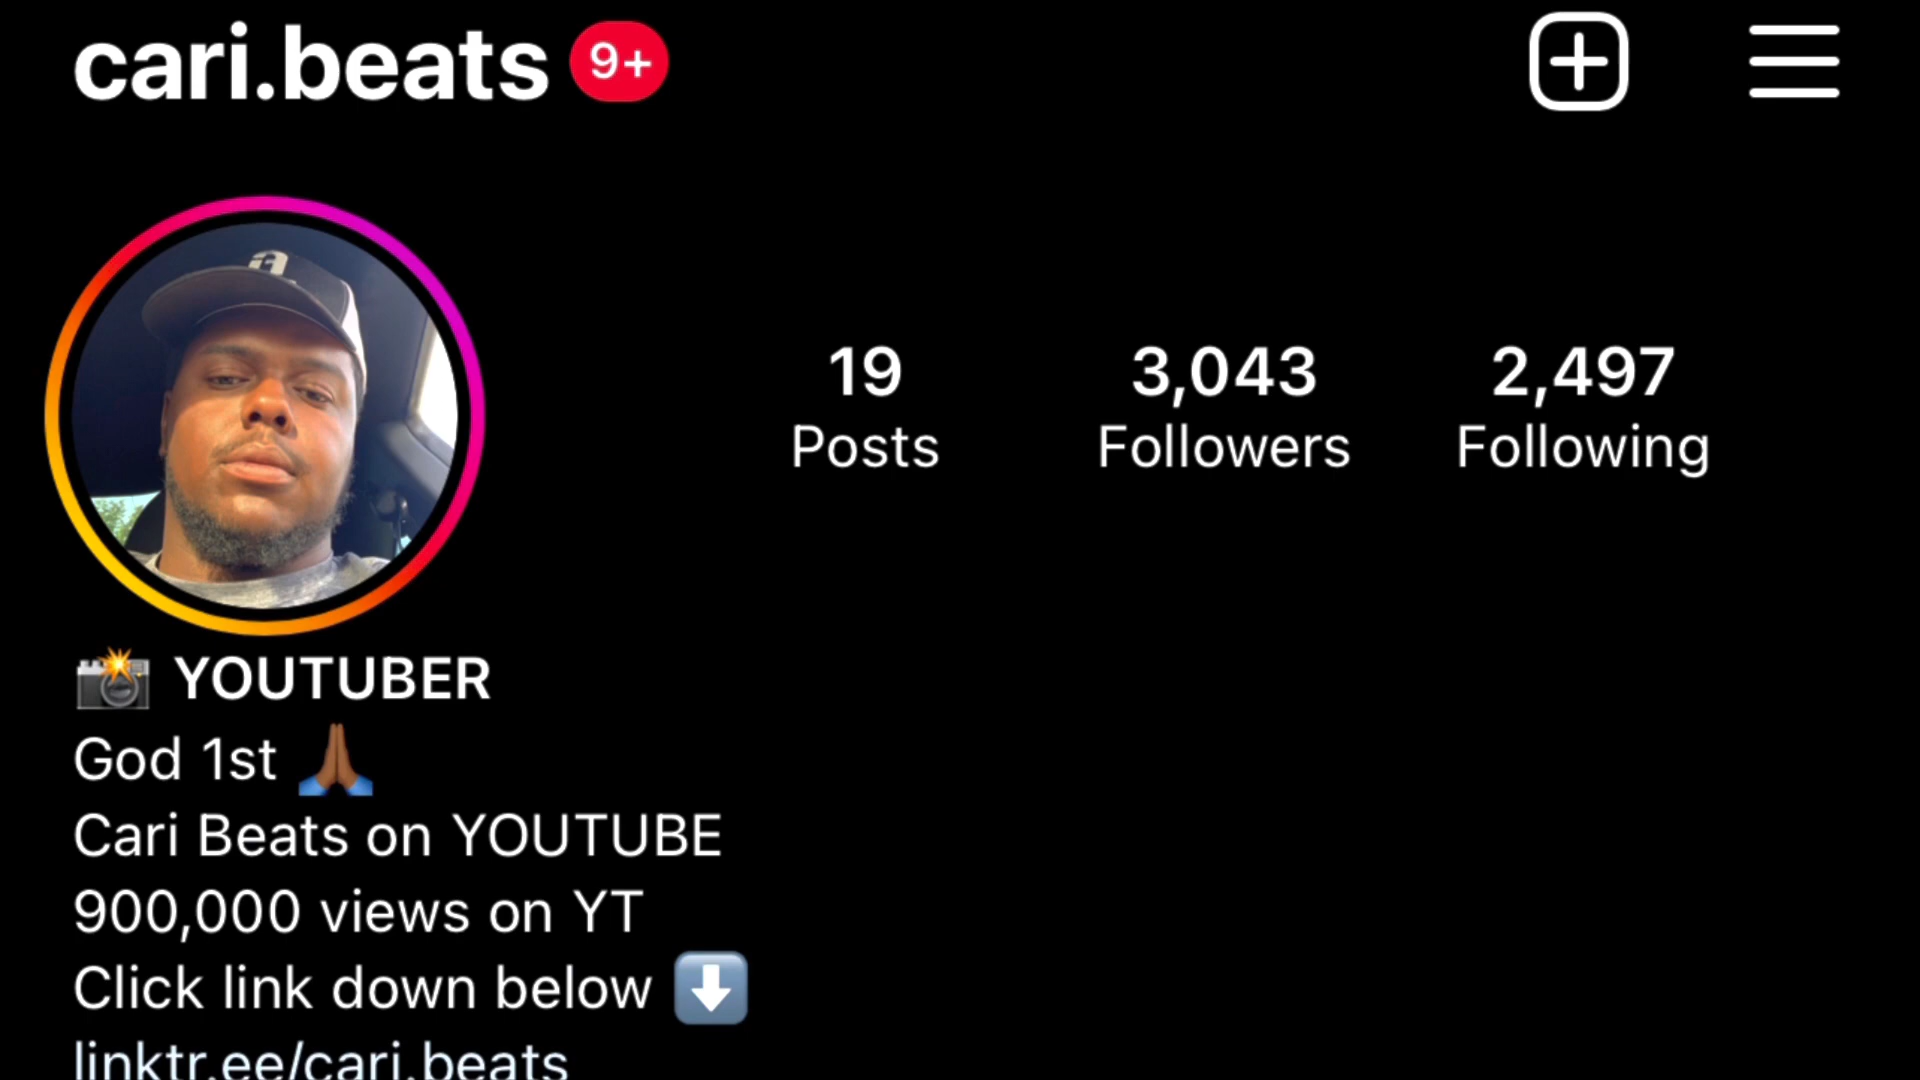 cari.beats 9+
a
19 3,043 2,497
Posts Followers Following
YOUTUBER
God 1st
Cari Beats on YOUTUBE
900,000 views on YT
Click link down below
linktr.ee/cari.beats